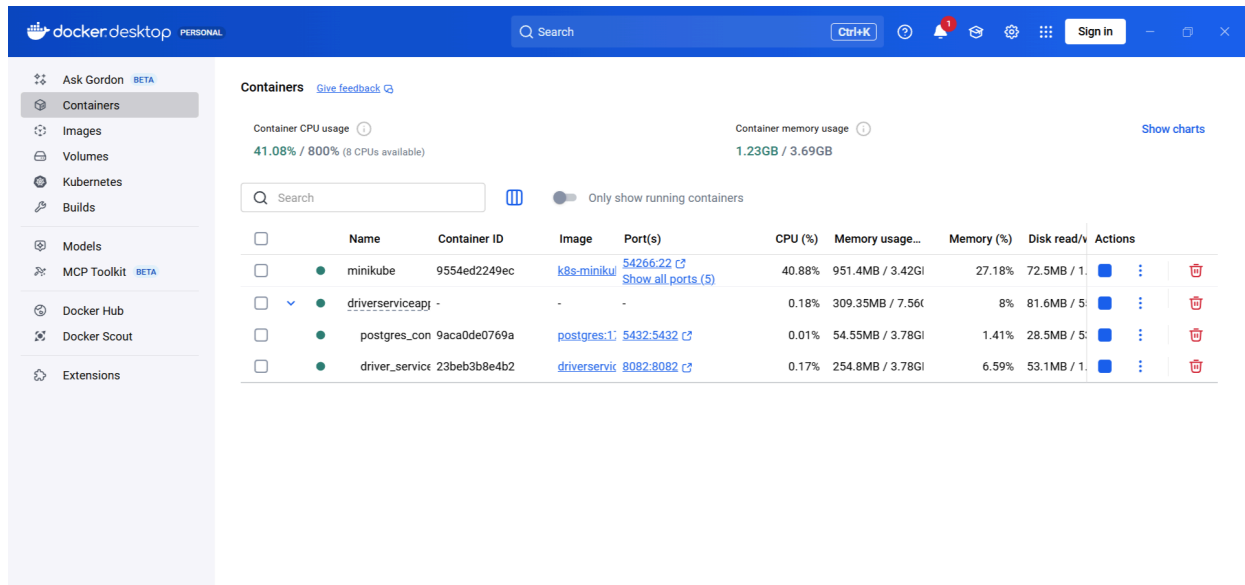 docker.desktop PERSONAL Search Ctrl+K 1 Sign in
Ask Gordon BETA
Containers
Images
Volumes
Kubernetes
Builds
Models
MCP Toolkit BETA
Docker Hub
Docker Scout
Extensions
Containers Give feedback
Container CPU usage
41.08% / 800% (8 CPUs available)
Container memory usage
1.23GB / 3.69GB
Show charts
Search Only show running containers
Name Container ID Image Port(s) CPU (%) Memory usage... Memory (%) Disk read/w Actions
minikube 9554ed2249ec k8s-miniku 54266:22 40.88% 951.4MB / 3.42G 27.18% 72.5MB / 1.
Show all ports (5)
driverserviceap - - - 0.18% 309.35MB / 7.56 8% 81.6MB / 5
postgres_con 9aca0de0769a postgres:17 5432:5432 0.01% 54.55MB / 3.78G 1.41% 28.5MB / 5
driver_service 23beb3b8e4b2 driverservic 8082:8082 0.17% 254.8MB / 3.78G 6.59% 53.1MB / 1.